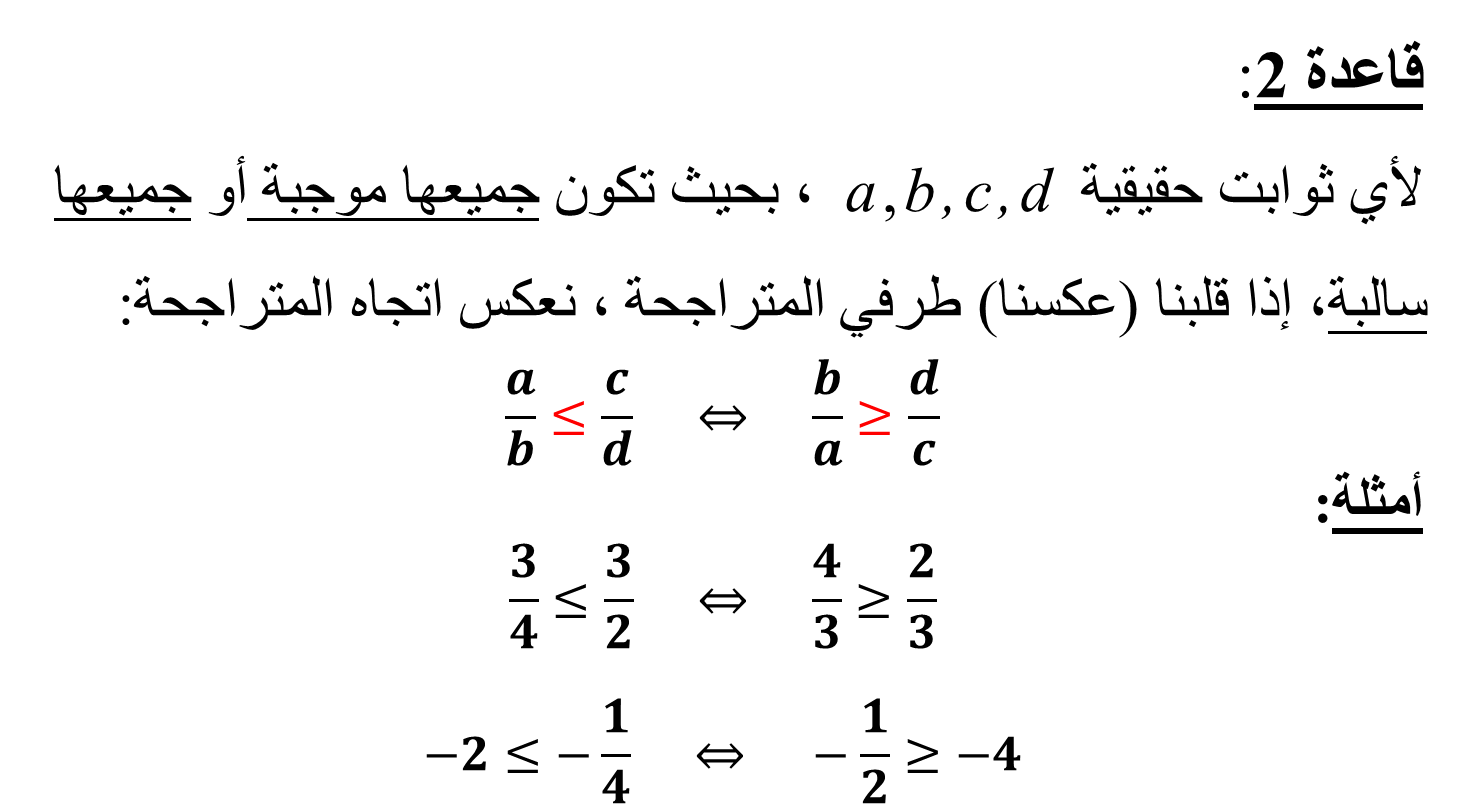 قاعدة 2:
لأي ثوابت حقيقية a,b,c,d ، بحيث تكون جميعها موجبة أو جميعها
سالبة، إذا قلبنا (عكسنا) طرفي المتراجحة ، نعكس اتجاه المتراجحة:
a/b ≤ c/d ⇔ b/a ≥ d/c
أمثلة:
3/4 ≤ 3/2 ⇔ 4/3 ≥ 2/3
−2 ≤ −1/4 ⇔ −1/2 ≥ −4